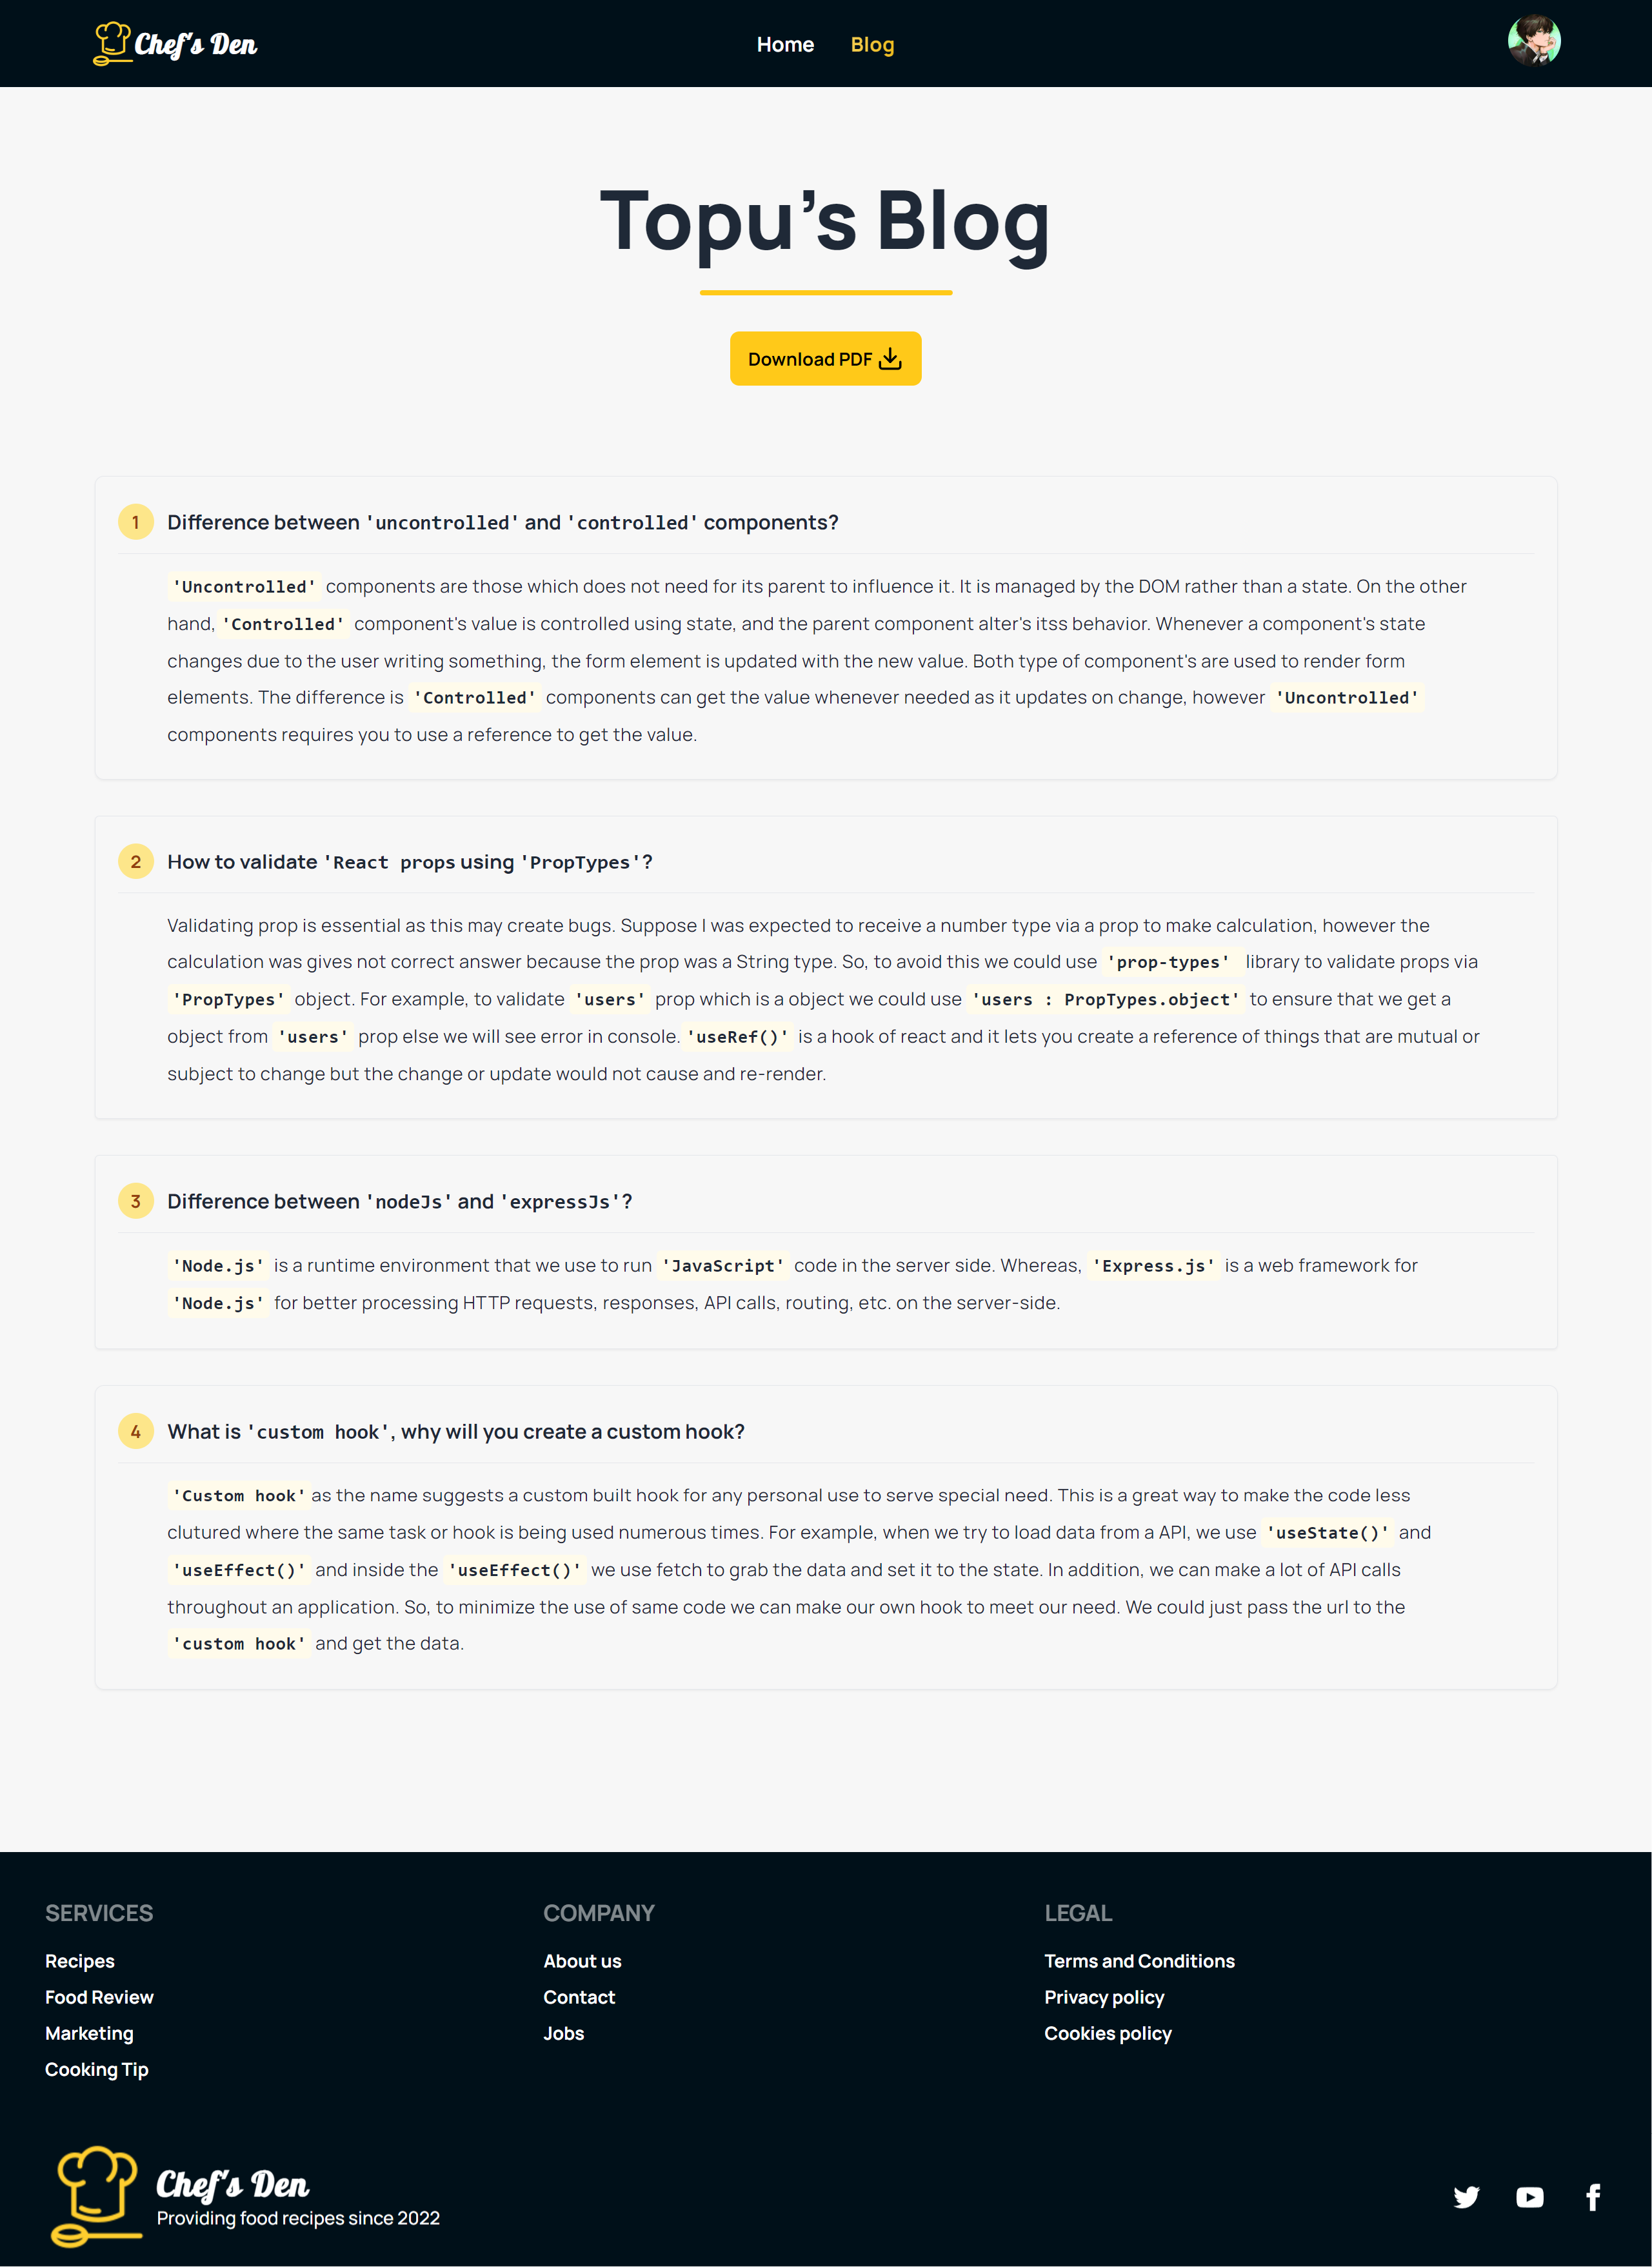 Chef's Den
Home
Blog
Topu's Blog
Download PDF
1
Difference between 'uncontrolled' and 'controlled' components?
'Uncontrolled' components are those which does not need for its parent to influence it. It is managed by the DOM rather than a state. On the other
hand, 'Controlled' component's value is controlled using state, and the parent component alter's itss behavior. Whenever a component's state
changes due to the user writing something, the form element is updated with the new value. Both type of component's are used to render form
elements. The difference is 'Controlled' components can get the value whenever needed as it updates on change, however 'Uncontrolled'
components requires you to use a reference to get the value.
2
How to validate 'React props using 'PropTypes'?
Validating prop is essential as this may create bugs. Suppose I was expected to receive a number type via a prop to make calculation, however the
calculation was gives not correct answer because the prop was a String type. So, to avoid this we could use 'prop-types' library to validate props via
'PropTypes' object. For example, to validate 'users' prop which is a object we could use 'users : PropTypes.object' to ensure that we get a
object from 'users' prop else we will see error in console. 'useRef()' is a hook of react and it lets you create a reference of things that are mutual or
subject to change but the change or update would not cause and re-render.
3
Difference between 'nodeJs' and 'expressJs'?
'Node.js' is a runtime environment that we use to run 'JavaScript' code in the server side. Whereas, 'Express.js' is a web framework for
'Node.js' for better processing HTTP requests, responses, API calls, routing, etc. on the server-side.
4
What is 'custom hook', why will you create a custom hook?
'Custom hook' as the name suggests a custom built hook for any personal use to serve special need. This is a great way to make the code less
clutured where the same task or hook is being used numerous times. For example, when we try to load data from a API, we use 'useState()' and
'useEffect()' and inside the 'useEffect()' we use fetch to grab the data and set it to the state. In addition, we can make a lot of API calls
throughout an application. So, to minimize the use of same code we can make our own hook to meet our need. We could just pass the url to the
'custom hook' and get the data.
SERVICES
Recipes
Food Review
Marketing
Cooking Tip
COMPANY
About us
Contact
Jobs
LEGAL
Terms and Conditions
Privacy policy
Cookies policy
Chef's Den
Providing food recipes since 2022